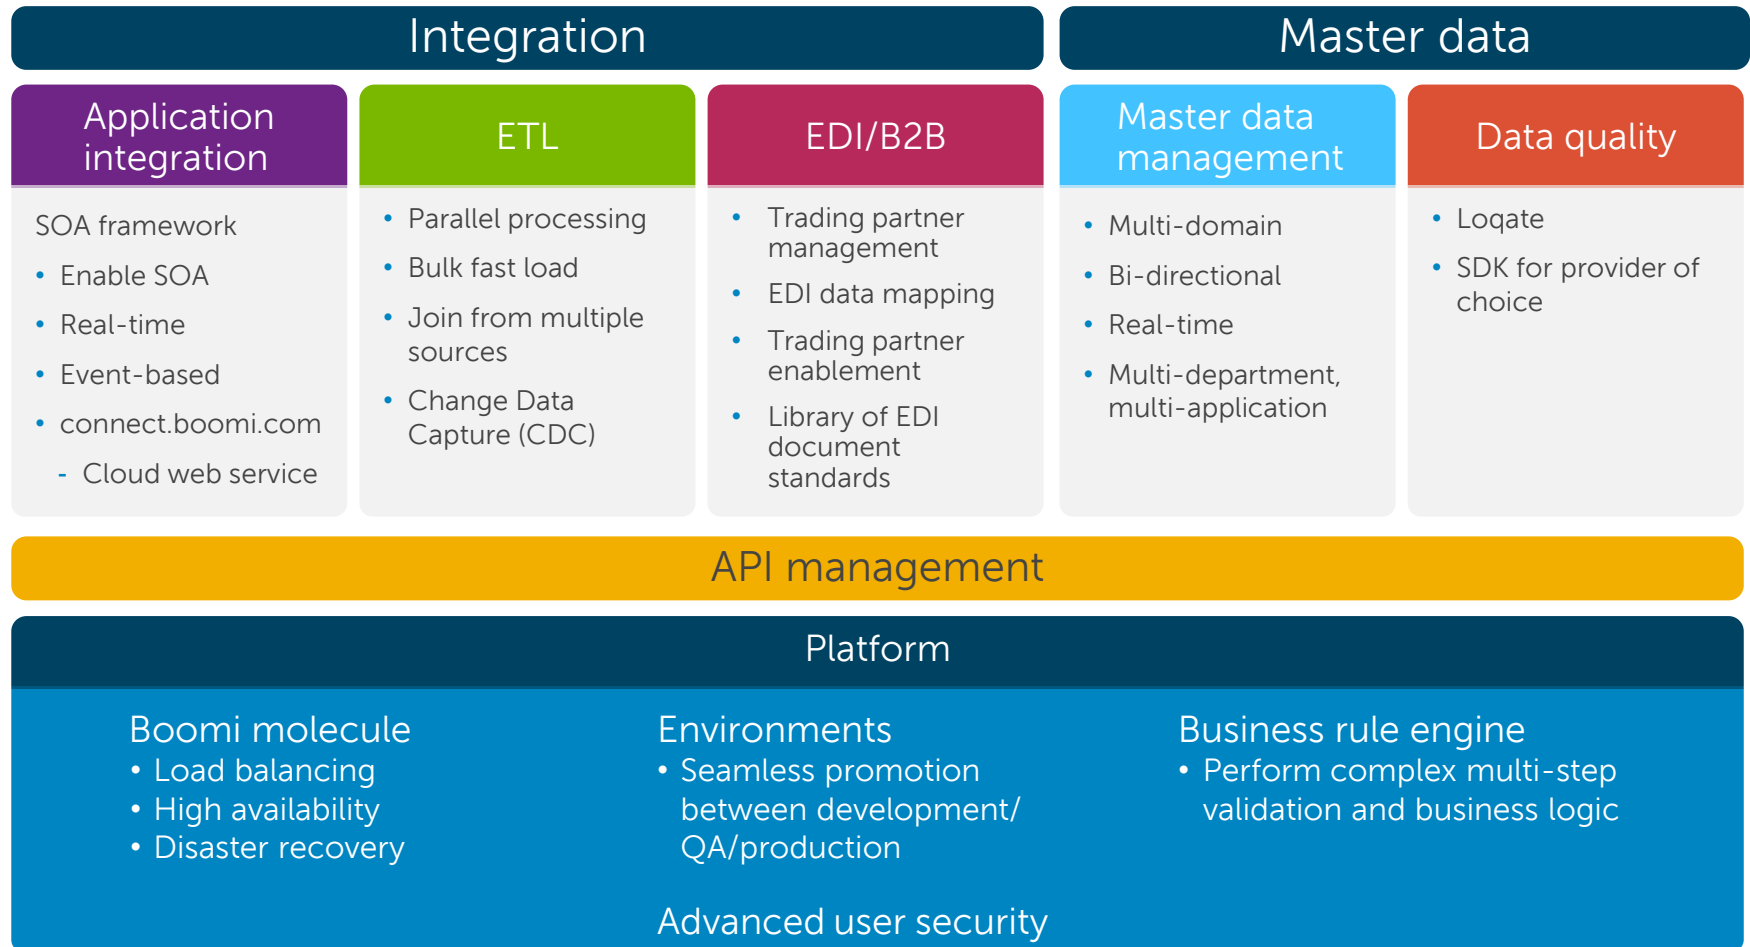 Integration
Master data
Application
integration
SOA framework
• Enable SOA
• Real-time
• Event-based
• connect.boomi.com
- Cloud web service
ETL
• Parallel processing
• Bulk fast load
• Join from multiple
sources
• Change Data
Capture (CDC)
EDI/B2B
• Trading partner
management
• EDI data mapping
• Trading partner
enablement
• Library of EDI
document
standards
Master data
management
• Multi-domain
• Bi-directional
• Real-time
• Multi-department,
multi-application
Data quality
• Loqate
• SDK for provider of
choice
API management
Platform
Boomi molecule
• Load balancing
• High availability
• Disaster recovery
Environments
• Seamless promotion
between development/
QA/production
Business rule engine
• Perform complex multi-step
validation and business logic
Advanced user security